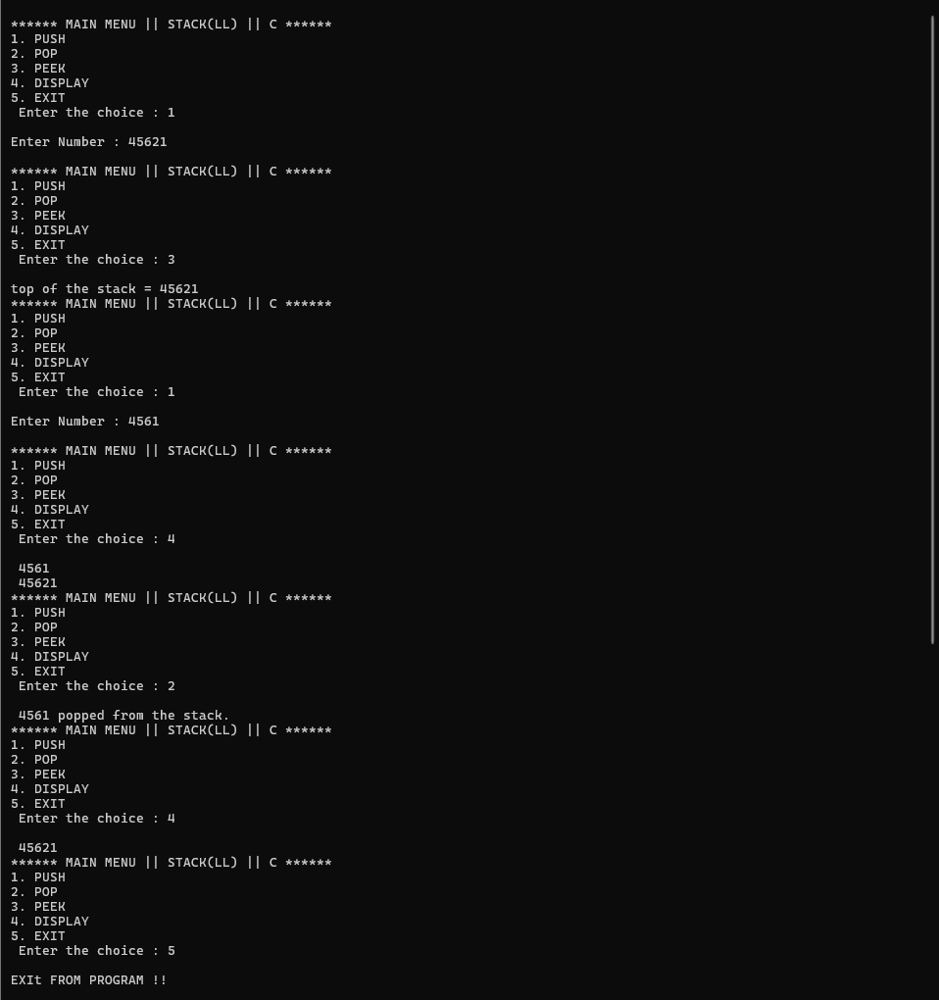 ****** MAIN MENU || STACK(LL) || C ******
1. PUSH
2. POP
3. PEEK
4. DISPLAY
5. EXIT
Enter the choice : 1
Enter Number : 45621
****** MAIN MENU || STACK(LL) || C ******
1. PUSH
2. POP
3. PEEK
4. DISPLAY
5. EXIT
Enter the choice : 3
top of the stack = 45621
****** MAIN MENU || STACK(LL) || C ******
1. PUSH
2. POP
3. PEEK
4. DISPLAY
5. EXIT
Enter the choice : 1
Enter Number : 4561
****** MAIN MENU || STACK(LL) || C ******
1. PUSH
2. POP
3. PEEK
4. DISPLAY
5. EXIT
Enter the choice : 4
4561
45621
****** MAIN MENU || STACK(LL) || C ******
1. PUSH
2. POP
3. PEEK
4. DISPLAY
5. EXIT
Enter the choice : 2
4561 popped from the stack.
****** MAIN MENU || STACK(LL) || C ******
1. PUSH
2. POP
3. PEEK
4. DISPLAY
5. EXIT
Enter the choice : 4
45621
****** MAIN MENU || STACK(LL) || C ******
1. PUSH
2. POP
3. PEEK
4. DISPLAY
5. EXIT
Enter the choice : 5
EXIt FROM PROGRAM !!